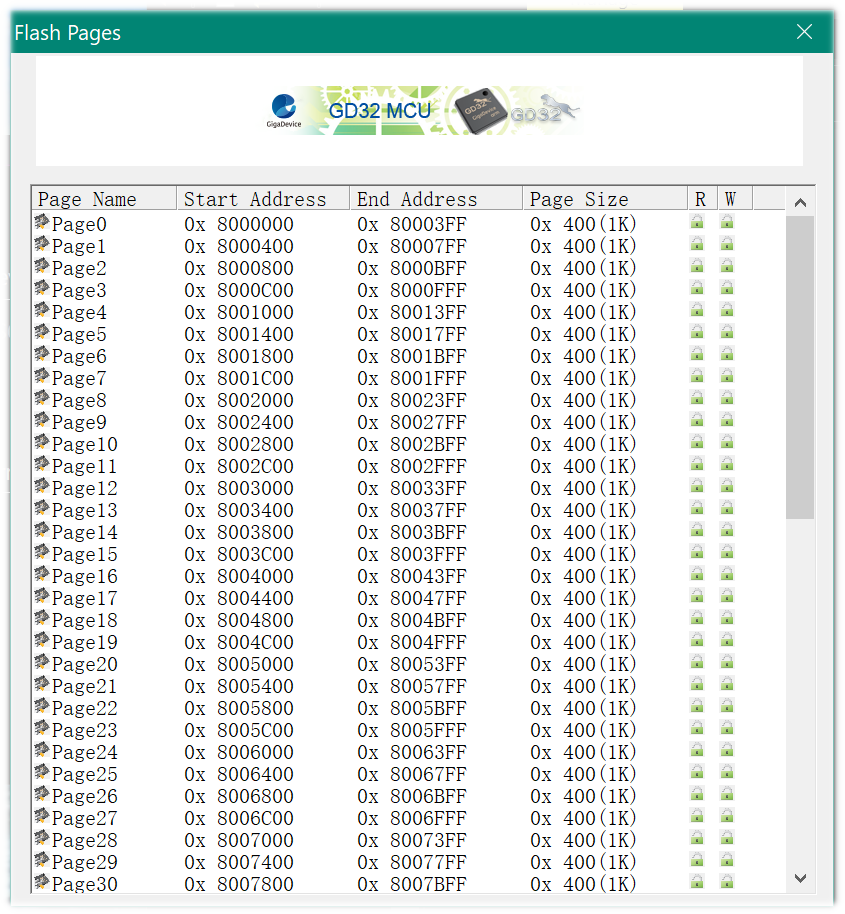 Flash Pages
GigaDevice
GD32 MCU
GD32
GigaDevice
GD32
Page Name Start Address End Address Page Size R W
Page0 0x 8000000 0x 80003FF 0x 400(1K)
Page1 0x 8000400 0x 80007FF 0x 400(1K)
Page2 0x 8000800 0x 8000BFF 0x 400(1K)
Page3 0x 8000C00 0x 8000FFF 0x 400(1K)
Page4 0x 8001000 0x 80013FF 0x 400(1K)
Page5 0x 8001400 0x 80017FF 0x 400(1K)
Page6 0x 8001800 0x 8001BFF 0x 400(1K)
Page7 0x 8001C00 0x 8001FFF 0x 400(1K)
Page8 0x 8002000 0x 80023FF 0x 400(1K)
Page9 0x 8002400 0x 80027FF 0x 400(1K)
Page10 0x 8002800 0x 8002BFF 0x 400(1K)
Page11 0x 8002C00 0x 8002FFF 0x 400(1K)
Page12 0x 8003000 0x 80033FF 0x 400(1K)
Page13 0x 8003400 0x 80037FF 0x 400(1K)
Page14 0x 8003800 0x 8003BFF 0x 400(1K)
Page15 0x 8003C00 0x 8003FFF 0x 400(1K)
Page16 0x 8004000 0x 80043FF 0x 400(1K)
Page17 0x 8004400 0x 80047FF 0x 400(1K)
Page18 0x 8004800 0x 8004BFF 0x 400(1K)
Page19 0x 8004C00 0x 8004FFF 0x 400(1K)
Page20 0x 8005000 0x 80053FF 0x 400(1K)
Page21 0x 8005400 0x 80057FF 0x 400(1K)
Page22 0x 8005800 0x 8005BFF 0x 400(1K)
Page23 0x 8005C00 0x 8005FFF 0x 400(1K)
Page24 0x 8006000 0x 80063FF 0x 400(1K)
Page25 0x 8006400 0x 80067FF 0x 400(1K)
Page26 0x 8006800 0x 8006BFF 0x 400(1K)
Page27 0x 8006C00 0x 8006FFF 0x 400(1K)
Page28 0x 8007000 0x 80073FF 0x 400(1K)
Page29 0x 8007400 0x 80077FF 0x 400(1K)
Page30 0x 8007800 0x 8007BFF 0x 400(1K)